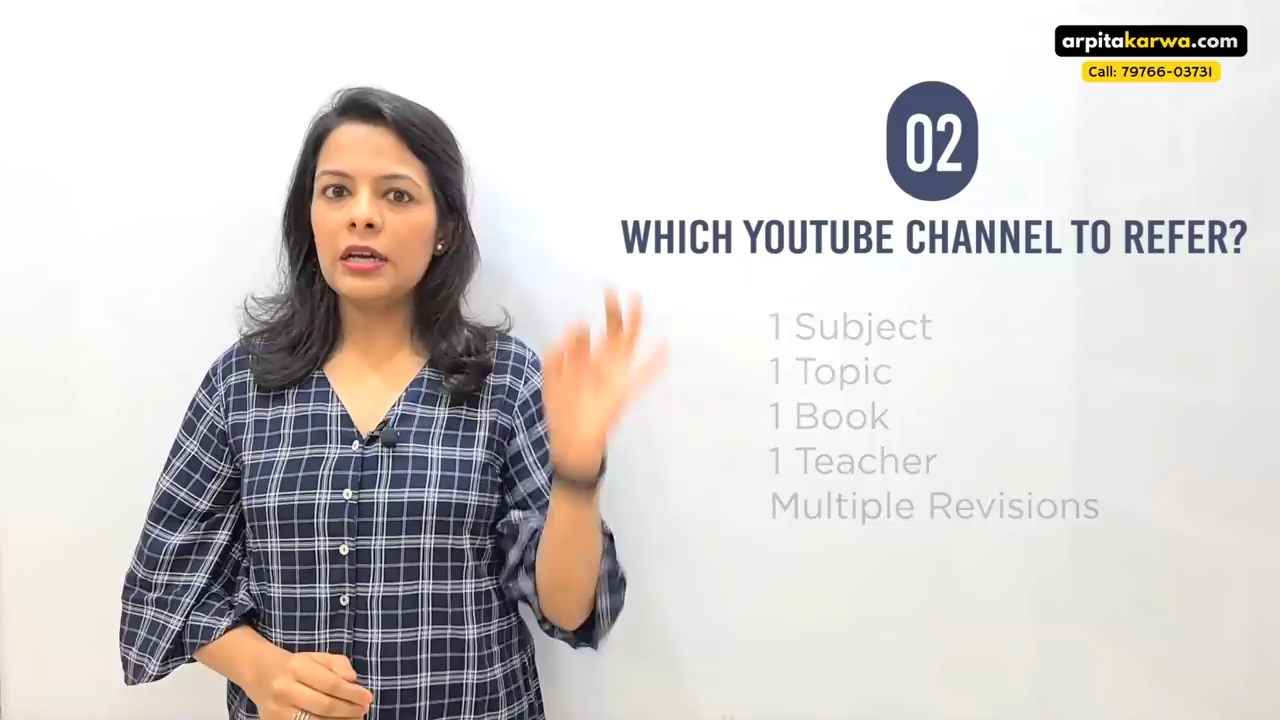 arpitakarwa.com
Call: 79766-03731
02
WHICH YOUTUBE CHANNEL TO REFER?
1 Subject
1 Topic
1 Book
1 Teacher
Multiple Revisions